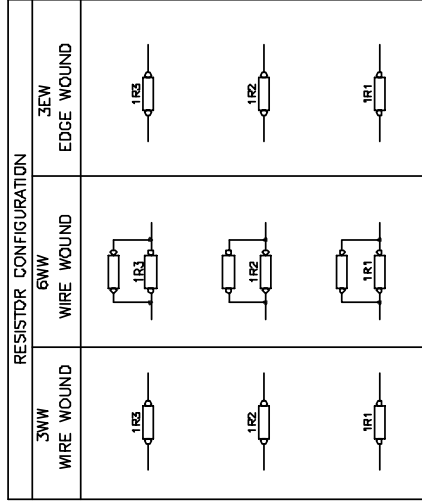 RESISTOR CONFIGURATION
3WW
WIRE WOUND
6WW
WIRE WOUND
3EW
EDGE WOUND
1R3
1R3
1R3
1R2
1R2
1R2
1R1
1R1
1R1